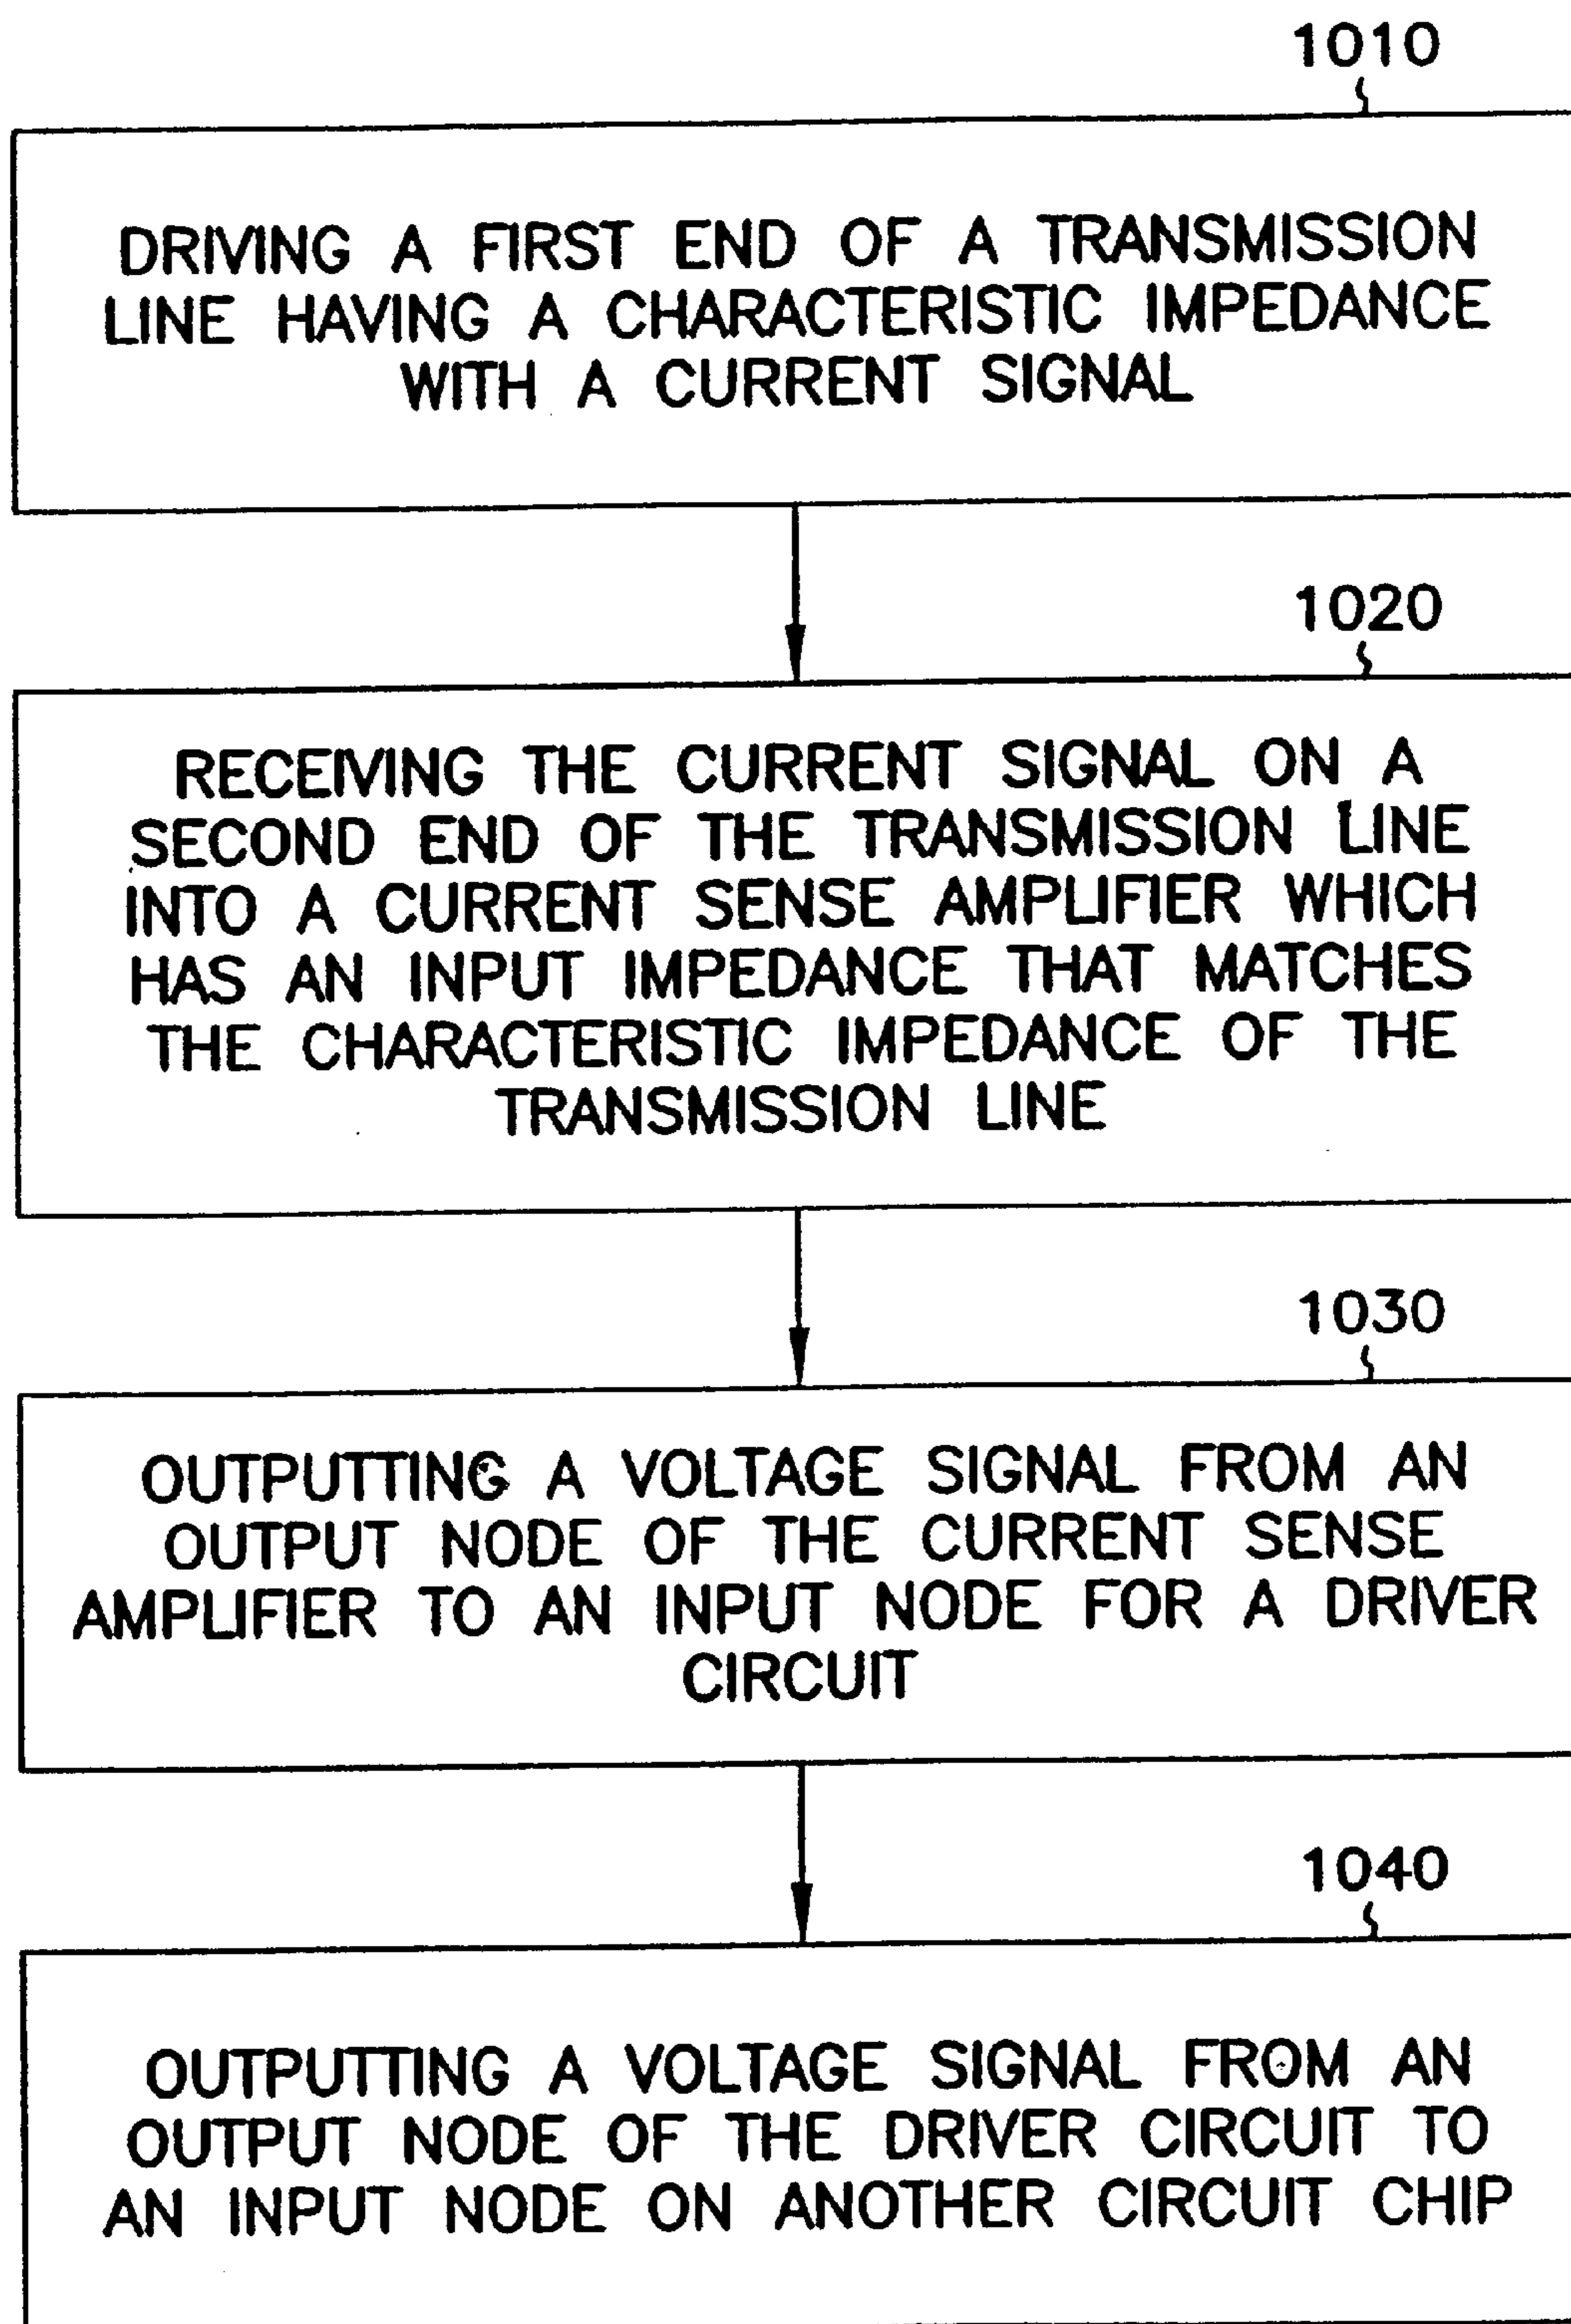 1010
DRIVING A FIRST END OF A TRANSMISSION
LINE HAVING A CHARACTERISTIC IMPEDANCE
WITH A CURRENT SIGNAL
1020
RECEIVING THE CURRENT SIGNAL ON A
SECOND END OF THE TRANSMISSION LINE
INTO A CURRENT SENSE AMPLIFIER WHICH
HAS AN INPUT IMPEDANCE THAT MATCHES
THE CHARACTERISTIC IMPEDANCE OF THE
TRANSMISSION LINE
1030
OUTPUTTING A VOLTAGE SIGNAL FROM AN
OUTPUT NODE OF THE CURRENT SENSE
AMPLIFIER TO AN INPUT NODE FOR A DRIVER
CIRCUIT
1040
OUTPUTTING A VOLTAGE SIGNAL FROM AN
OUTPUT NODE OF THE DRIVER CIRCUIT TO
AN INPUT NODE ON ANOTHER CIRCUIT CHIP